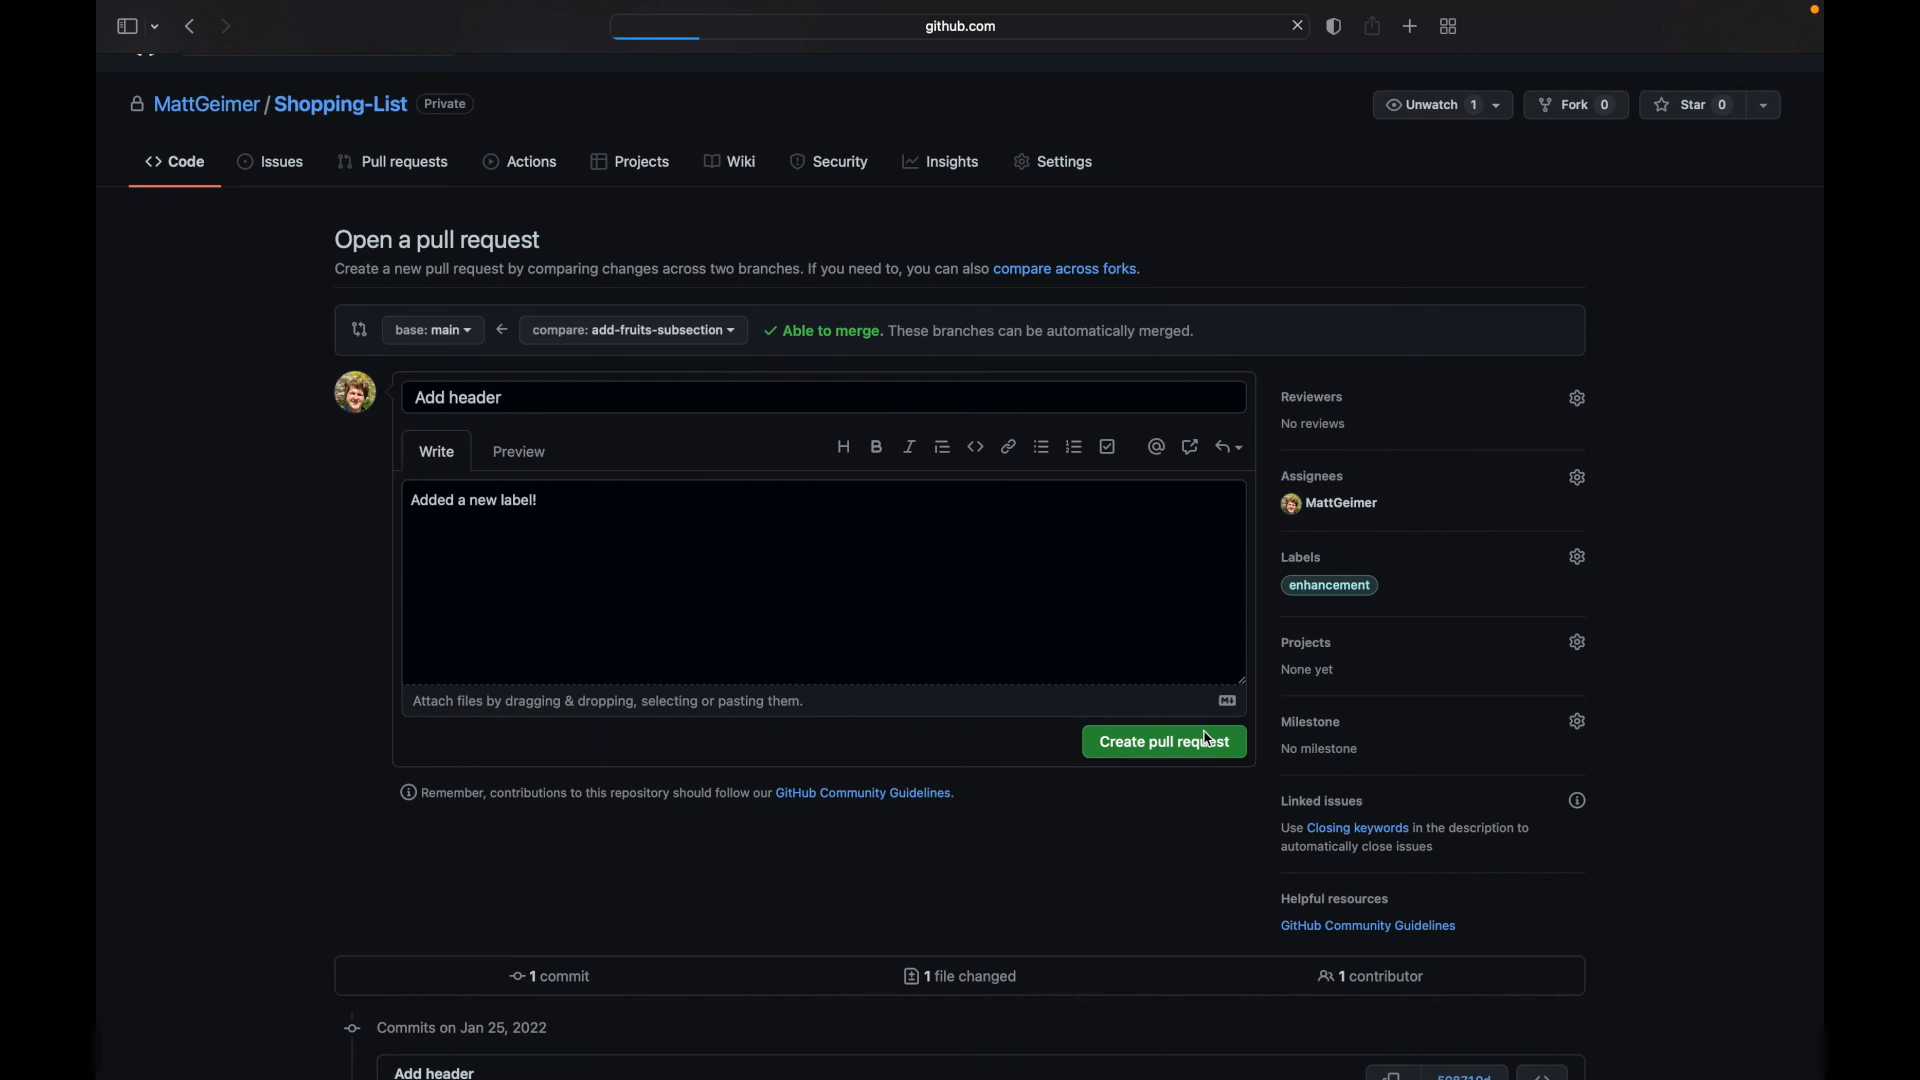 github.com
MattGeimer / Shopping-List Private
Unwatch 1 Fork 0 Star 0
Code Issues Pull requests Actions Projects Wiki Security Insights Settings
Open a pull request
Create a new pull request by comparing changes across two branches. If you need to, you can also compare across forks.
base: main compare: add-fruits-subsection Able to merge. These branches can be automatically merged.
Add header
Write Preview
Added a new label!
Attach files by dragging & dropping, selecting or pasting them.
Create pull request
Remember, contributions to this repository should follow our GitHub Community Guidelines.
Reviewers
No reviews
Assignees
MattGeimer
Labels
enhancement
Projects
None yet
Milestone
No milestone
Linked issues
Use Closing keywords in the description to
automatically close issues
Helpful resources
GitHub Community Guidelines
1 commit 1 file changed 1 contributor
Commits on Jan 25, 2022
Add header